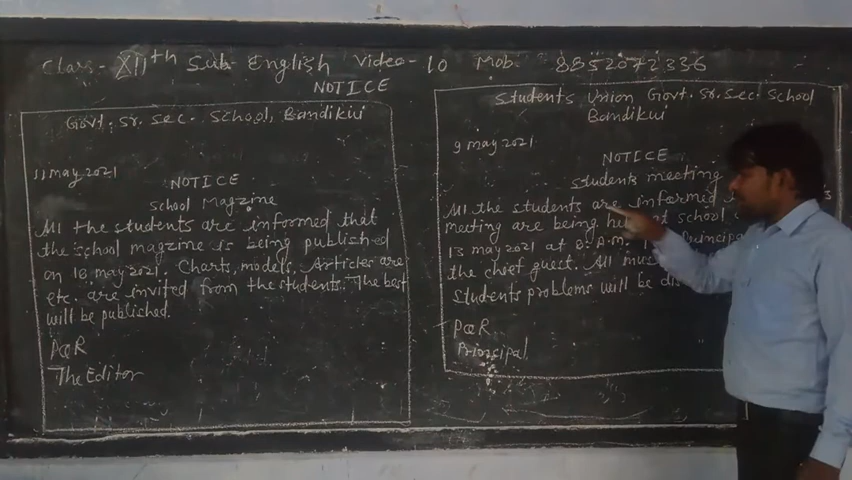 Class - XIIth Sub- English Video - 10 Mob. 8852072336
NOTICE
Govt. Sr. Sec. School, Bandikui
11 may 2021
NOTICE
School Magzine
All the students are informed that
the school magzine is being published
on 18 may 2021. Charts, models, Articles are
etc. are invited from the students. The best
will be published.
PQR
The Editor
Students Union Govt. Sr. Sec. School
Bandikui
9 may 2021
NOTICE
Students meeting
All the students are informed
meeting are being at school
13 may 2021 at 8 A.M. Principal
the chief guest. All
Students problems will be
PQR
Principal